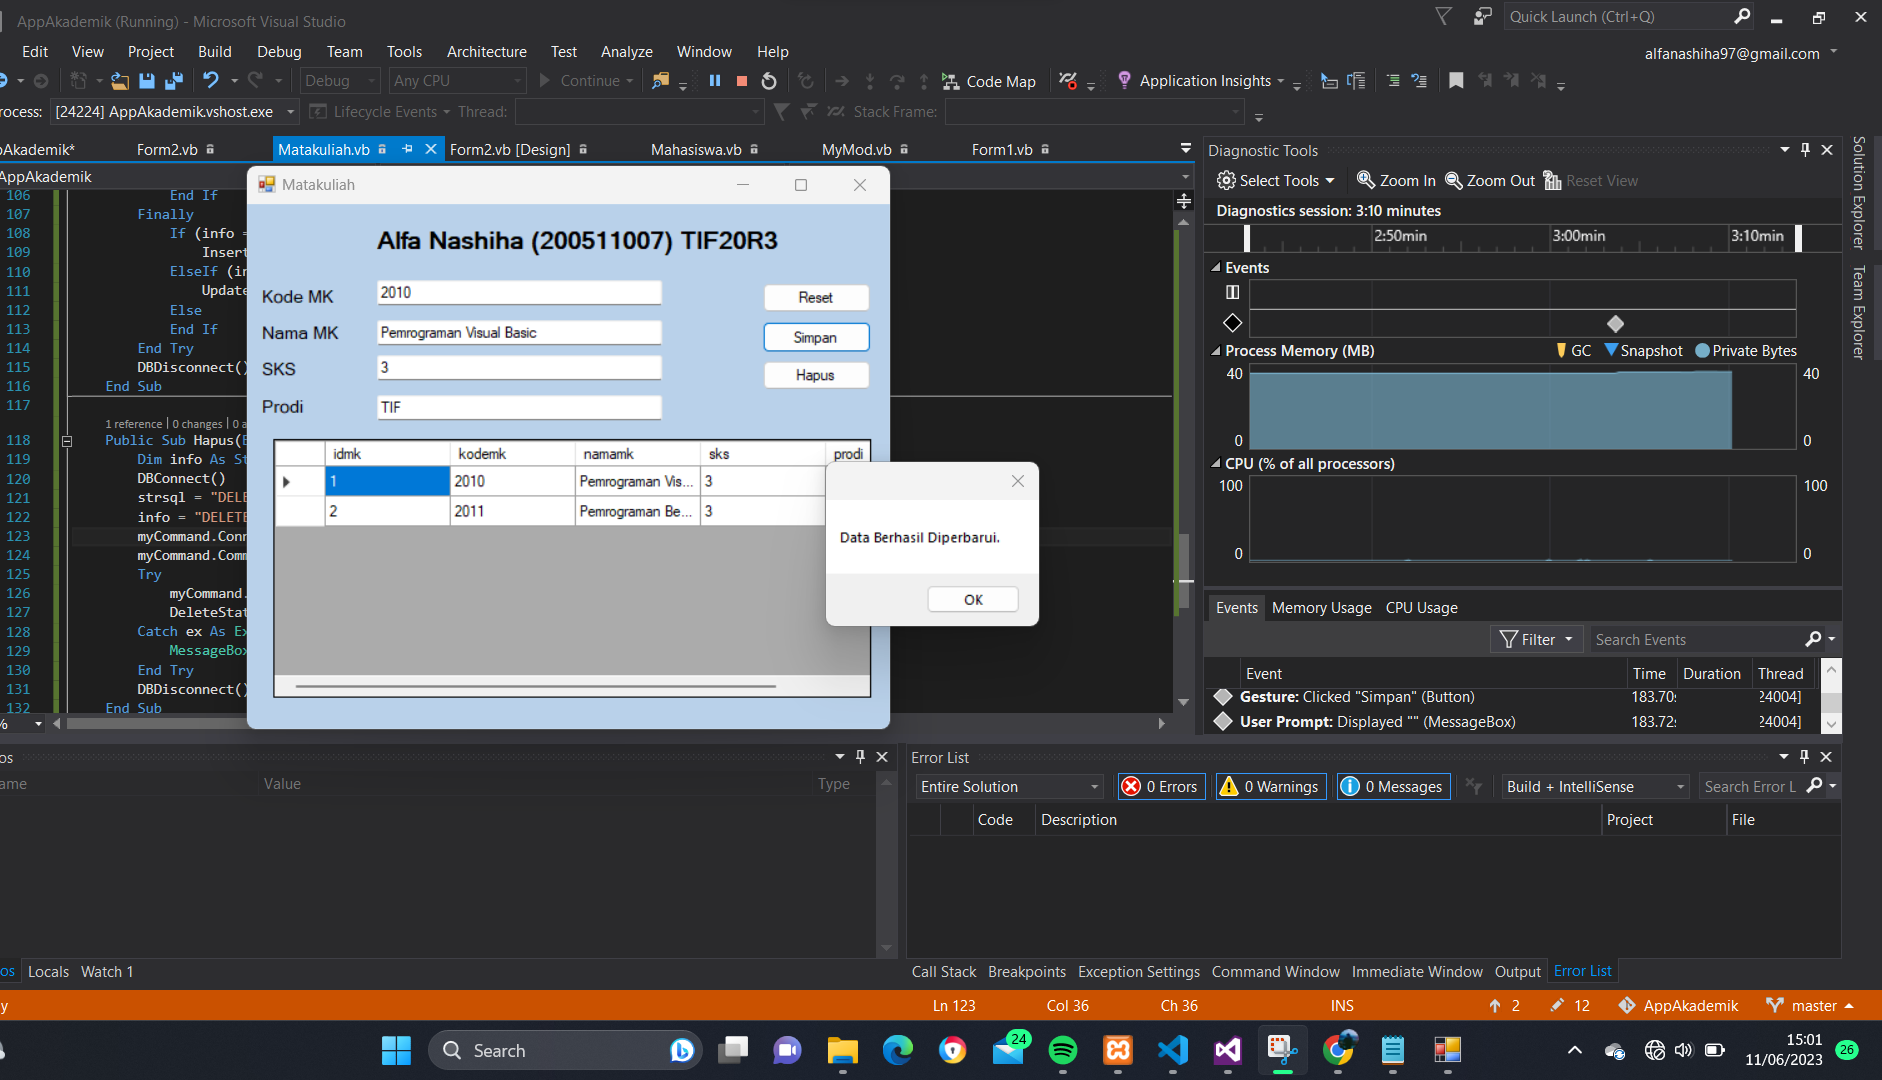 AppAkademik (Running) - Microsoft Visual Studio
Quick Launch (Ctrl+Q)
Edit View Project Build Debug Team Tools Architecture Test Analyze Window Help
alfanashiha97@gmail.com
Debug Any CPU Continue Code Map Application Insights
rocess: [24224] AppAkademik.vshost.exe Lifecycle Events Thread: Stack Frame:
pAkademik* Form2.vb Matakuliah.vb Form2.vb [Design] Mahasiswa.vb MyMod.vb Form1.vb
AppAkademik
106 End If
107 Finally
108 If (info =
109 Insert
110 ElseIf (in
111 Update
112 Else
113 End If
114 End Try
115 DBDisconnect()
116 End Sub
117
1 reference | 0 changes | 0 a
118 Public Sub Hapus(B
119 Dim info As St
120 DBConnect()
121 strsql = "DELE
122 info = "DELETE
123 myCommand.Conn
124 myCommand.Comm
125 Try
126 myCommand.
127 DeleteStat
128 Catch ex As Ex
129 MessageBox
130 End Try
131 DBDisconnect()
132 End Sub
%
Matakuliah
Alfa Nashiha (200511007) TIF20R3
Kode MK 2010 Reset
Nama MK Pemrograman Visual Basic Simpan
SKS 3 Hapus
Prodi TIF
idmk kodemk namamk sks prodi
1 2010 Pemrograman Vis... 3
2 2011 Pemrograman Be... 3
Data Berhasil Diperbarui.
OK
Diagnostic Tools
Select Tools Zoom In Zoom Out Reset View
Diagnostics session: 3:10 minutes
2:50min 3:00min 3:10min
Events
Process Memory (MB) GC Snapshot Private Bytes
40 40
0 0
CPU (% of all processors)
100 100
0 0
Events Memory Usage CPU Usage
Filter Search Events
Event Time Duration Thread
Gesture: Clicked "Simpan" (Button) 183.70s 24004]
User Prompt: Displayed "" (MessageBox) 183.72s 24004]
Solution Explorer
Team Explorer
os
ame Value Type
os Locals Watch 1
Error List
Entire Solution 0 Errors 0 Warnings 0 Messages Build + IntelliSense Search Error L
Code Description Project File
Call Stack Breakpoints Exception Settings Command Window Immediate Window Output Error List
y Ln 123 Col 36 Ch 36 INS 2 12 AppAkademik master
Search
24
15:01
11/06/2023
26